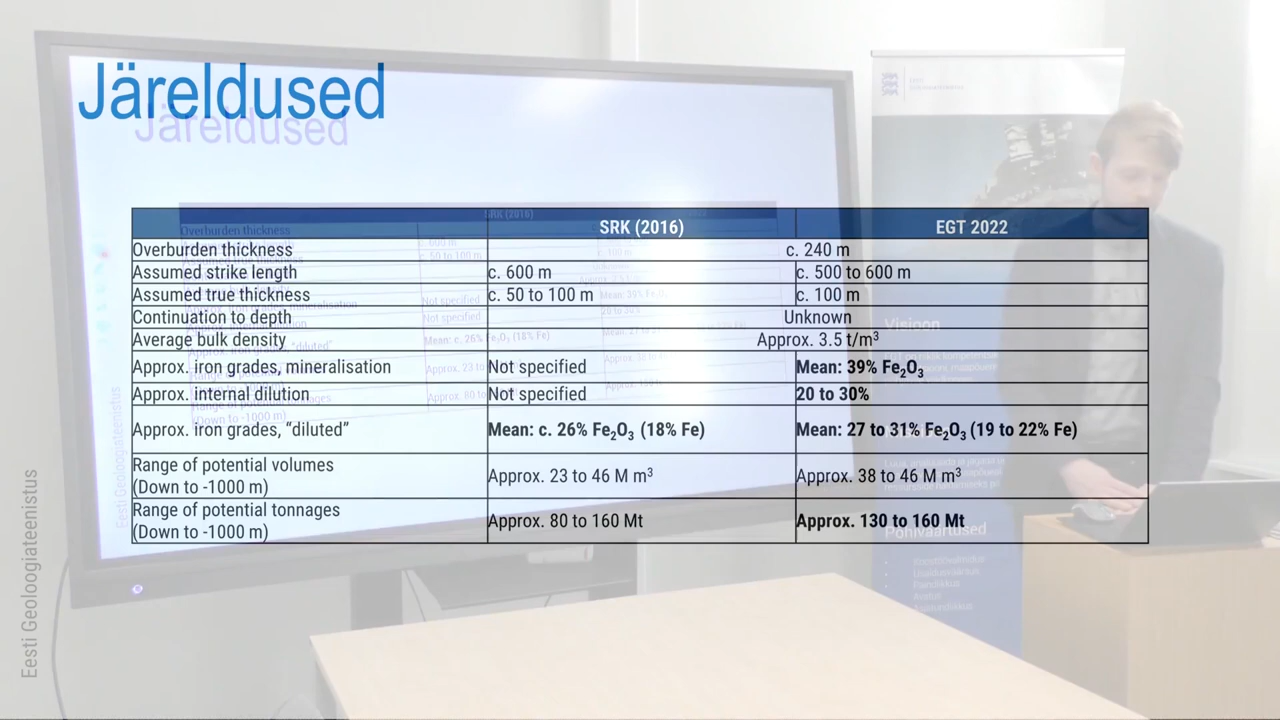 Järeldused
Järeldused
SRK (2016) EGT 2022
Overburden thickness c. 240 m
Assumed strike length c. 600 m c. 500 to 600 m
Assumed true thickness c. 50 to 100 m c. 100 m
Continuation to depth Unknown
Average bulk density Approx. 3.5 t/m³
Approx. iron grades, mineralisation Not specified Mean: 39% Fe₂O₃
Approx. internal dilution Not specified 20 to 30%
Approx. iron grades, “diluted” Mean: c. 26% Fe₂O₃ (18% Fe) Mean: 27 to 31% Fe₂O₃ (19 to 22% Fe)
Range of potential volumes
(Down to -1000 m) Approx. 23 to 46 M m³ Approx. 38 to 46 M m³
Range of potential tonnages
(Down to -1000 m) Approx. 80 to 160 Mt Approx. 130 to 160 Mt
Eesti Geoloogiateenistus
Eesti Geoloogiateenistus
Visioon
Põhiväärtused